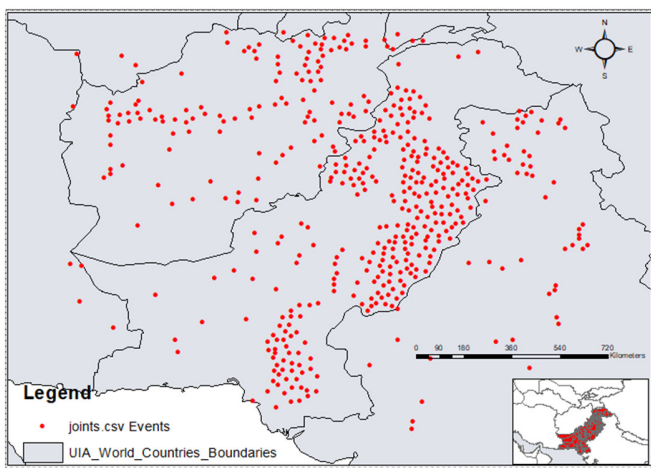 N
W E
S
0 90 180 360 540 720
Kilometers
Legend
joints.csv Events
UIA_World_Countries_Boundaries